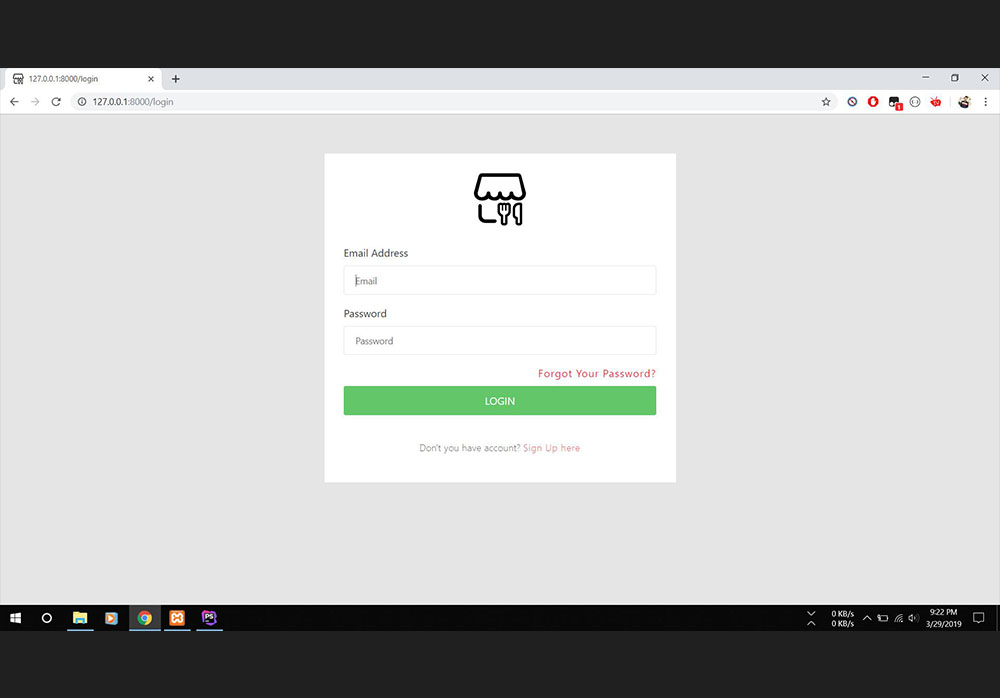 127.0.0.1:8000/login
127.0.0.1:8000/login
1
Email Address
Email
Password
Password
Forgot Your Password?
LOGIN
Don't you have account? Sign Up here
PS
0 KB/s
0 KB/s
9:22 PM
3/29/2019